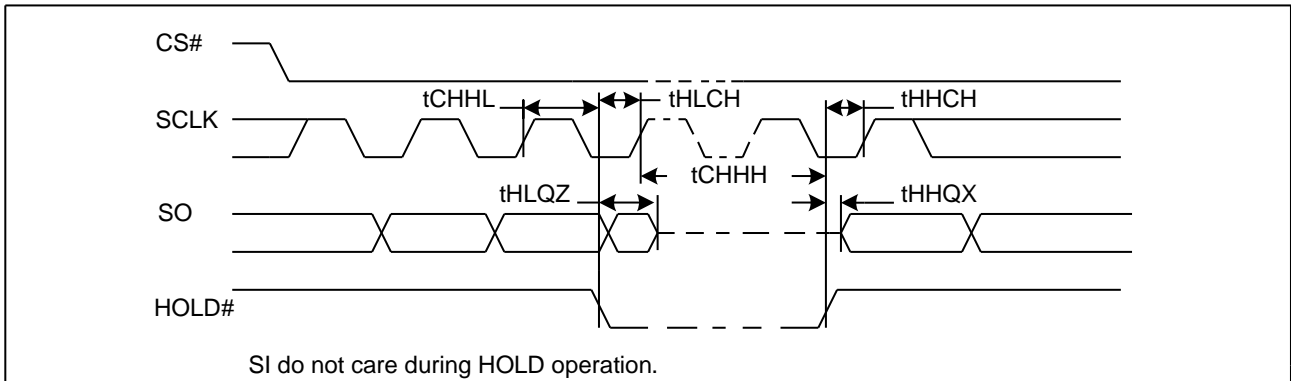 CS#
tCHHL
tHLCH
tHHCH
SCLK
tCHHH
tHLQZ
tHHQX
SO
HOLD#
SI do not care during HOLD operation.